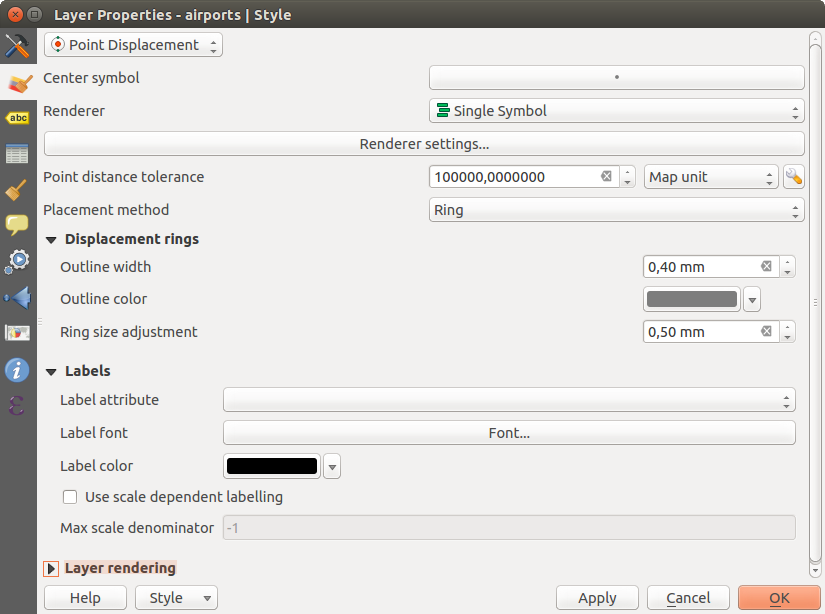 Layer Properties - airports | Style
Point Displacement
Center symbol
Renderer Single Symbol
Renderer settings...
abc
Point distance tolerance 100000,0000000 Map unit
Placement method Ring
Displacement rings
Outline width 0,40 mm
Outline color
Ring size adjustment 0,50 mm
Labels
Label attribute
Label font Font...
Label color
Use scale dependent labelling
Max scale denominator -1
Layer rendering
Help Style Apply Cancel OK